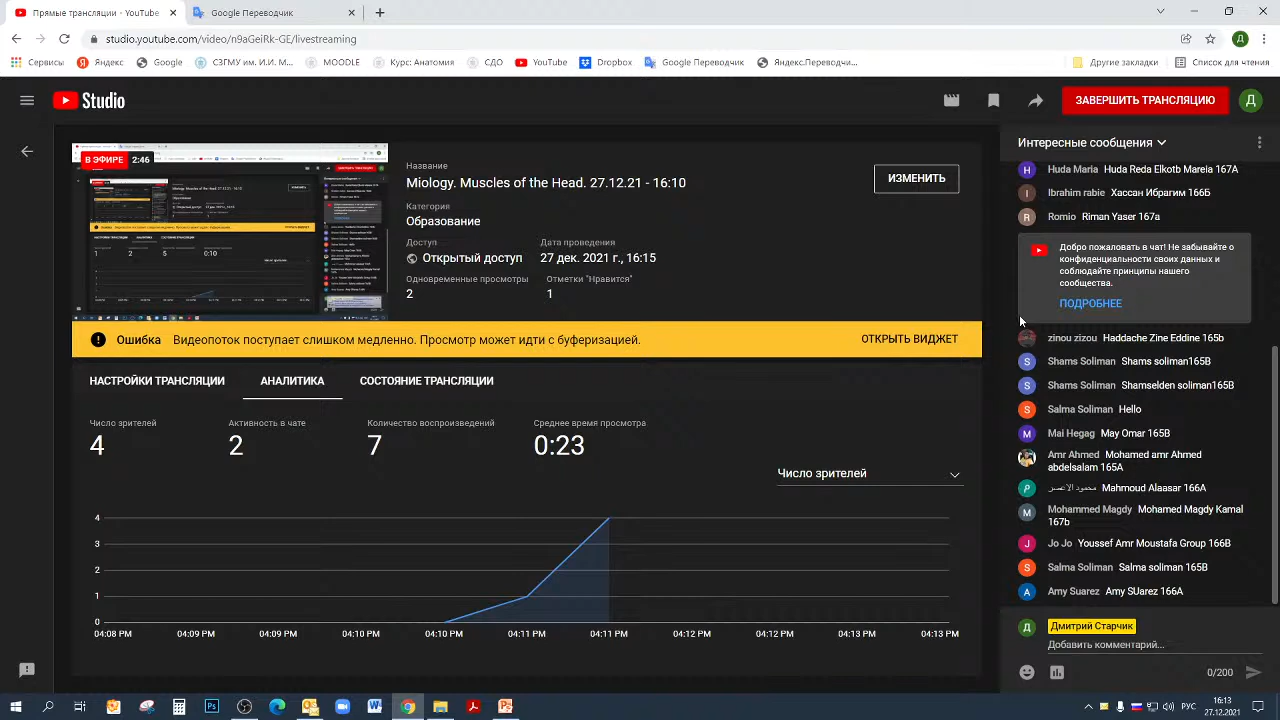 Прямые трансляции - YouTube
Google Переводчик
studio.youtube.com/video/n9aGeiRk-GE/livestreaming
Сервисы Яндекс Google СЗГМУ им. И.И. М... MOODLE Курс: Анатомия СДО YouTube Dropbox Google Переводчик Яндекс.Переводчи... Другие закладки Список для чтения
Studio
ЗАВЕРШИТЬ ТРАНСЛЯЦИЮ
Д
В ЭФИРЕ 2:46
Название
Miology. Muscles of the Head. 27.12.21 - 16:10
ИЗМЕНИТЬ
Категория
Образование
Доступ
Открытый доступ
Дата проведения
27 дек. 2021 г., 16:15
Одновременные просмотры
2
Отметки "Нравится"
1
Ошибка Видеопоток поступает слишком медленно. Просмотр может идти с буферизацией.
ОТКРЫТЬ ВИДЖЕТ
НАСТРОЙКИ ТРАНСЛЯЦИИ АНАЛИТИКА СОСТОЯНИЕ ТРАНСЛЯЦИИ
Число зрителей
4
Активность в чате
2
Количество воспроизведений
7
Среднее время просмотра
0:23
Число зрителей
4
3
2
1
0
04:08 PM 04:09 PM 04:09 PM 04:10 PM 04:10 PM 04:11 PM 04:11 PM 04:12 PM 04:12 PM 04:13 PM 04:13 PM
Интересные сообщения
Ibrahim rabie Хассан Ибрагим
Romio Riman Yaser 167a
Добро пожаловать в чат! Не забывайте о
конфиденциальности своих данных и
соблюдайте правила нашего
сообщества.
ПОДРОБНЕЕ
zinou zizou Haddache Zine Eddine 165b
Shams Soliman Shams soliman165B
Shams Soliman Shamselden soliman165B
Salma Soliman Hello
Mai Hegag May Omar 165B
Amr Ahmed Mohamed amr Ahmed
abdelsalam 165A
محمود الاعصر Mahmoud Alaasar 166A
Mohammed Magdy Mohamed Magdy Kamal
167b
Jo Jo Youssef Amr Moustafa Group 166B
Salma Soliman Salma soliman 165B
Amy Suarez Amy SUarez 166A
Дмитрий Старчик
Добавить комментарий...
0/200
РУС
16:13
27.12.2021